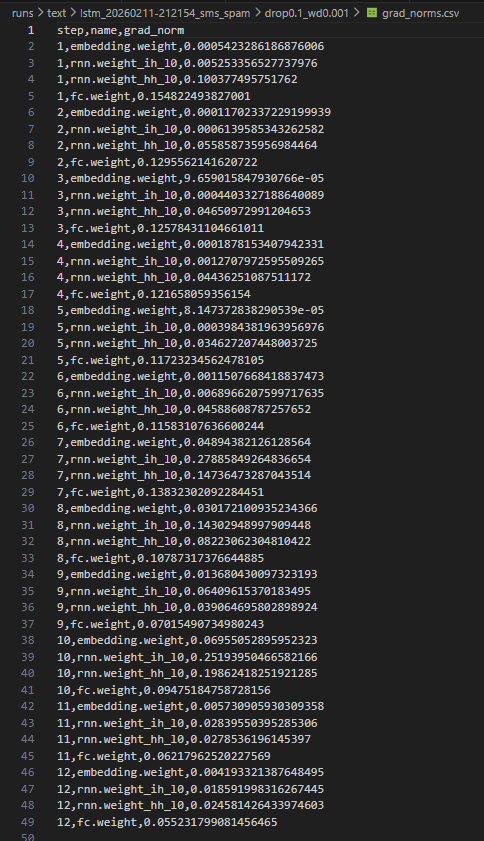 runs > text > lstm_20260211-212154_sms_spam > drop0.1_wd0.001 > grad_norms.csv
1 step,name,grad_norm
2 1,embedding.weight,0.0005423286186876006
3 1,rnn.weight_ih_l0,0.005253356527737976
4 1,rnn.weight_hh_l0,0.100377495751762
5 1,fc.weight,0.154822493827001
6 2,embedding.weight,0.00011702337229199939
7 2,rnn.weight_ih_l0,0.0006139585343262582
8 2,rnn.weight_hh_l0,0.055858735956984464
9 2,fc.weight,0.1295562141620722
10 3,embedding.weight,9.659015847930766e-05
11 3,rnn.weight_ih_l0,0.0004403327188640089
12 3,rnn.weight_hh_l0,0.04650972991204653
13 3,fc.weight,0.12578431104661011
14 4,embedding.weight,0.0001878153407942331
15 4,rnn.weight_ih_l0,0.0012707972595509265
16 4,rnn.weight_hh_l0,0.04436251087511172
17 4,fc.weight,0.121658059356154
18 5,embedding.weight,8.147372838290539e-05
19 5,rnn.weight_ih_l0,0.0003984381963956976
20 5,rnn.weight_hh_l0,0.034627207448003725
21 5,fc.weight,0.11723234562478105
22 6,embedding.weight,0.0011507668418837473
23 6,rnn.weight_ih_l0,0.0068966207599717635
24 6,rnn.weight_hh_l0,0.04588608787257652
25 6,fc.weight,0.11583107636600244
26 7,embedding.weight,0.04894382126128564
27 7,rnn.weight_ih_l0,0.27885849264836654
28 7,rnn.weight_hh_l0,0.14736473287043514
29 7,fc.weight,0.13832302092284451
30 8,embedding.weight,0.030172100935234366
31 8,rnn.weight_ih_l0,0.14302948997909448
32 8,rnn.weight_hh_l0,0.08223062304810422
33 8,fc.weight,0.10787317376644885
34 9,embedding.weight,0.013680430097323193
35 9,rnn.weight_ih_l0,0.06409615370183495
36 9,rnn.weight_hh_l0,0.039064695802898924
37 9,fc.weight,0.07015490734980243
38 10,embedding.weight,0.06955052895952323
39 10,rnn.weight_ih_l0,0.25193950466582166
40 10,rnn.weight_hh_l0,0.19862418251921285
41 10,fc.weight,0.09475184758728156
42 11,embedding.weight,0.005730905930309358
43 11,rnn.weight_ih_l0,0.02839550395285306
44 11,rnn.weight_hh_l0,0.0278536196145397
45 11,fc.weight,0.06217962520227569
46 12,embedding.weight,0.004193321387648495
47 12,rnn.weight_ih_l0,0.018591998316267445
48 12,rnn.weight_hh_l0,0.024581426433974603
49 12,fc.weight,0.055231799081456465
50